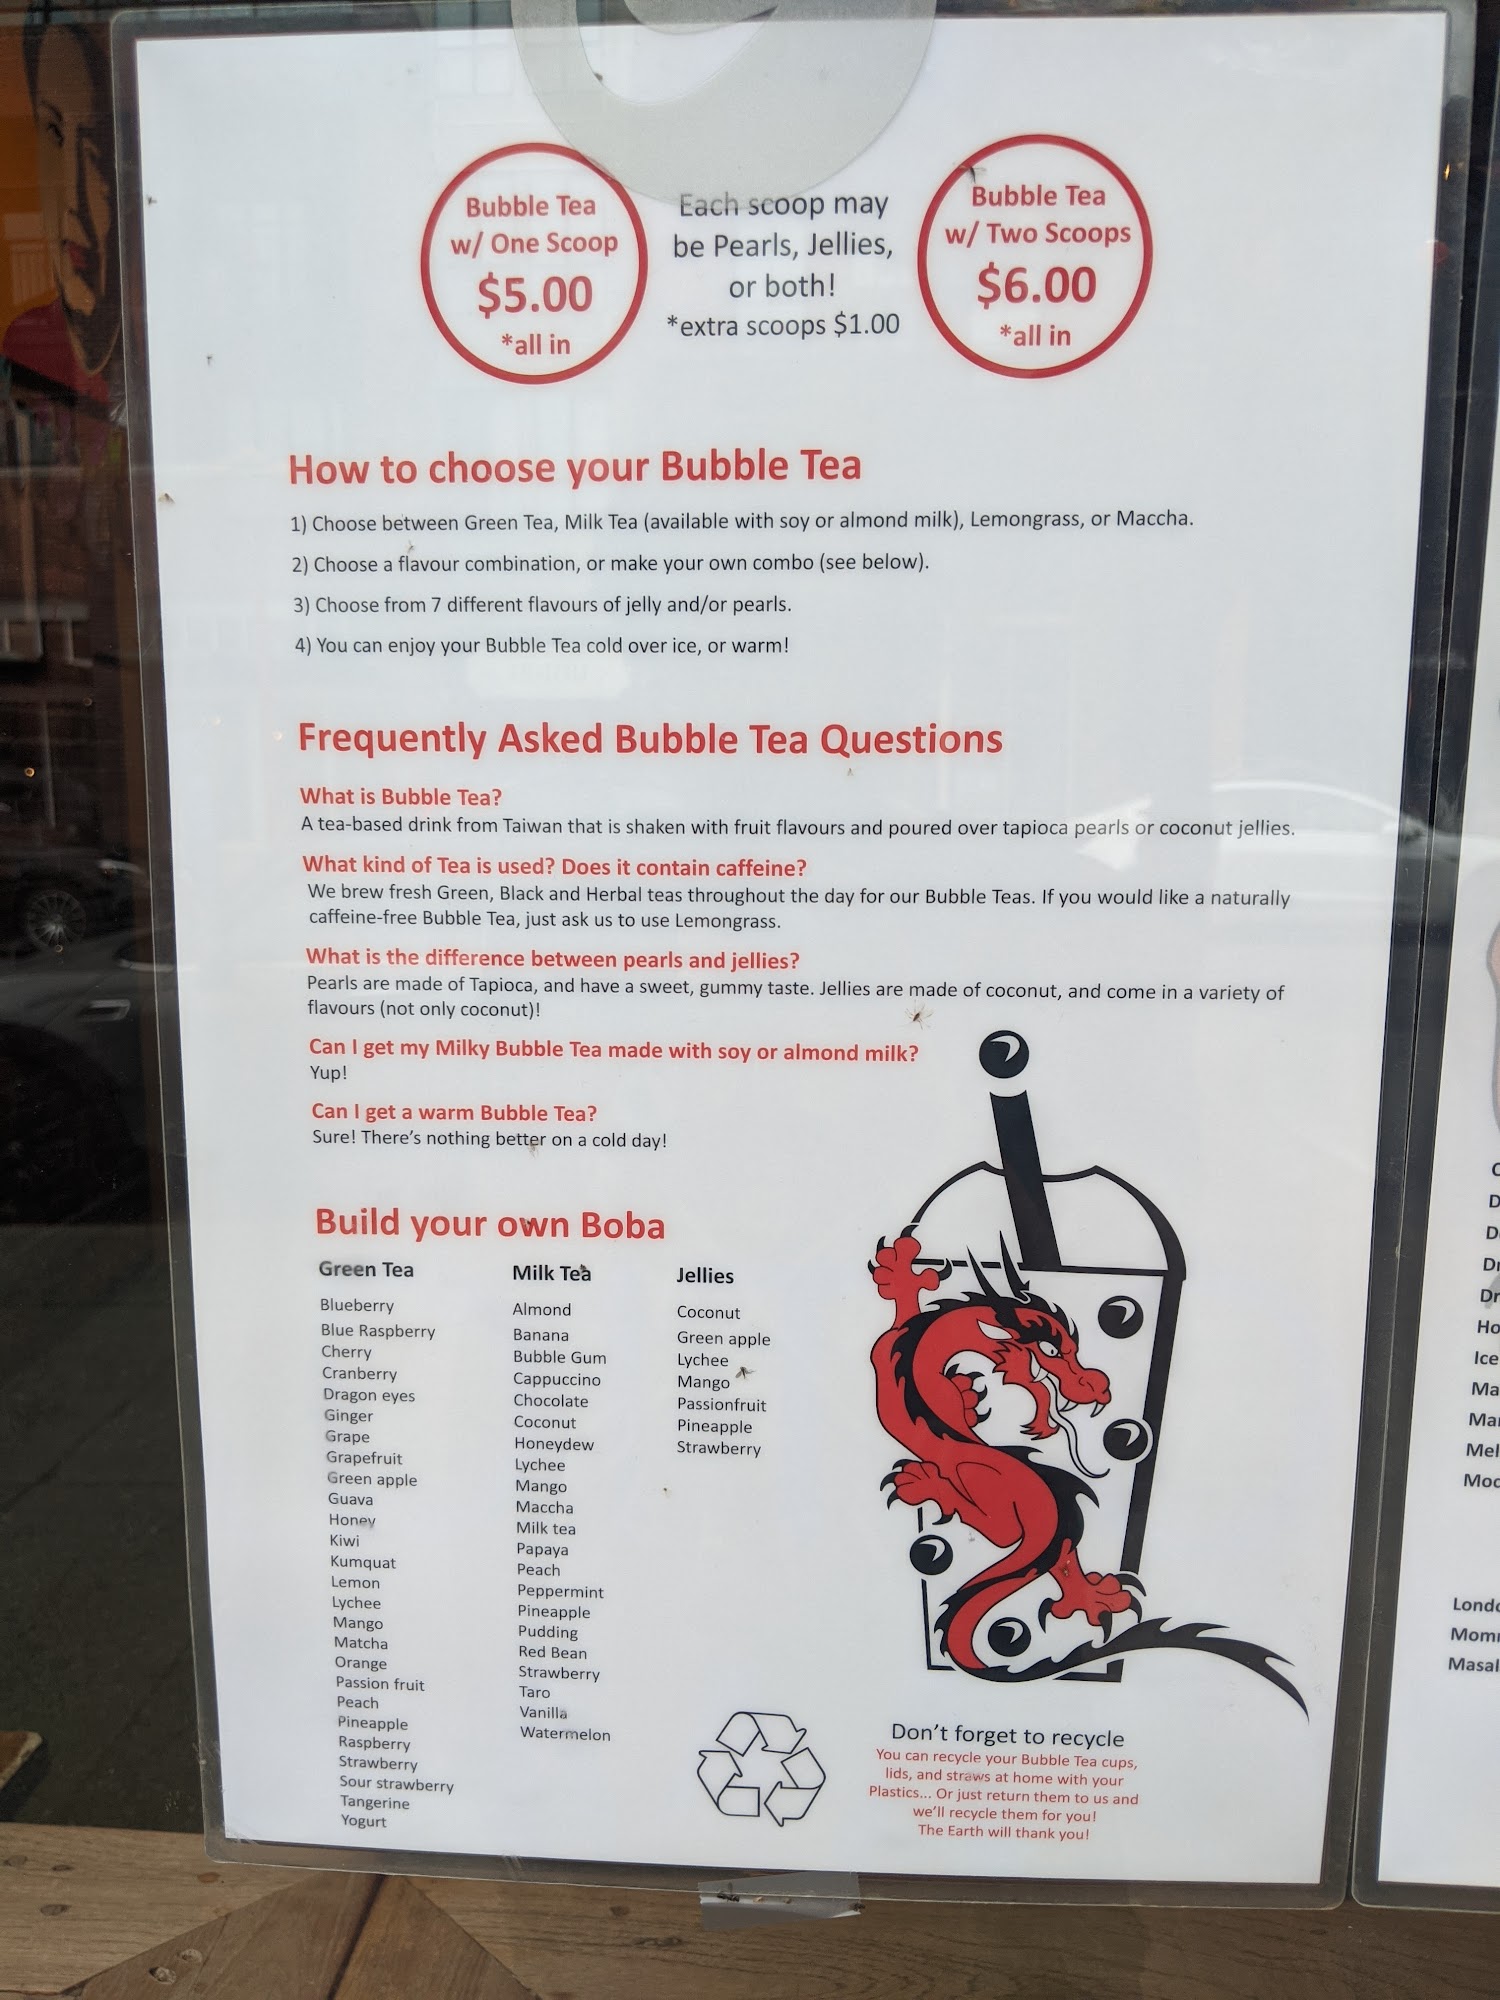 Bubble Tea
w/ One Scoop
$5.00
*all in
Each scoop may
be Pearls, Jellies,
or both!
*extra scoops $1.00
Bubble Tea
w/ Two Scoops
$6.00
*all in
How to choose your Bubble Tea
1) Choose between Green Tea, Milk Tea (available with soy or almond milk), Lemongrass, or Maccha.
2) Choose a flavour combination, or make your own combo (see below).
3) Choose from 7 different flavours of jelly and/or pearls.
4) You can enjoy your Bubble Tea cold over ice, or warm!
Frequently Asked Bubble Tea Questions
What is Bubble Tea?
A tea-based drink from Taiwan that is shaken with fruit flavours and poured over tapioca pearls or coconut jellies.
What kind of Tea is used? Does it contain caffeine?
We brew fresh Green, Black and Herbal teas throughout the day for our Bubble Teas. If you would like a naturally
caffeine-free Bubble Tea, just ask us to use Lemongrass.
What is the difference between pearls and jellies?
Pearls are made of Tapioca, and have a sweet, gummy taste. Jellies are made of coconut, and come in a variety of
flavours (not only coconut)!
Can I get my Milky Bubble Tea made with soy or almond milk?
Yup!
Can I get a warm Bubble Tea?
Sure! There's nothing better on a cold day!
Build your own Boba
Green Tea
Blueberry
Blue Raspberry
Cherry
Cranberry
Dragon eyes
Ginger
Grape
Grapefruit
Green apple
Guava
Honey
Kiwi
Kumquat
Lemon
Lychee
Mango
Matcha
Orange
Passion fruit
Peach
Pineapple
Raspberry
Strawberry
Sour strawberry
Tangerine
Yogurt
Milk Tea
Almond
Banana
Bubble Gum
Cappuccino
Chocolate
Coconut
Honeydew
Lychee
Mango
Maccha
Milk tea
Papaya
Peach
Peppermint
Pineapple
Pudding
Red Bean
Strawberry
Taro
Vanilla
Watermelon
Jellies
Coconut
Green apple
Lychee
Mango
Passionfruit
Pineapple
Strawberry
Don't forget to recycle
You can recycle your Bubble Tea cups,
lids, and straws at home with your
Plastics... Or just return them to us and
we'll recycle them for you!
The Earth will thank you!